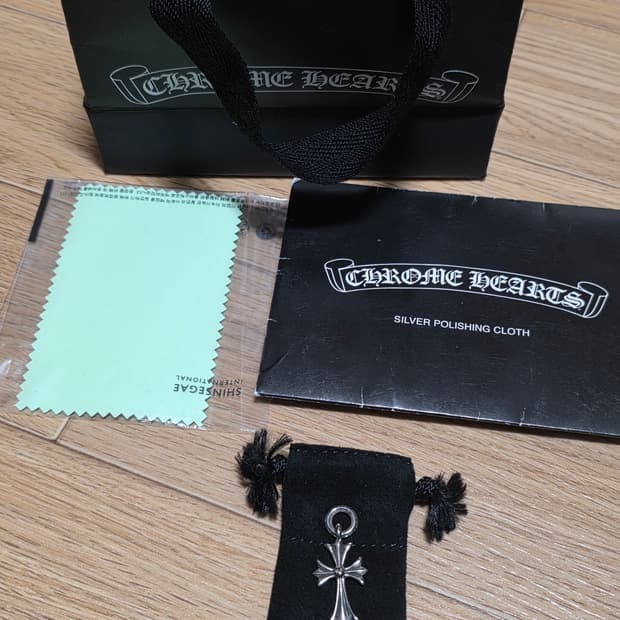 CHROME HEARTS
CHROME HEARTS
SILVER POLISHING CLOTH
SHINSEGAE
INTERNATIONAL